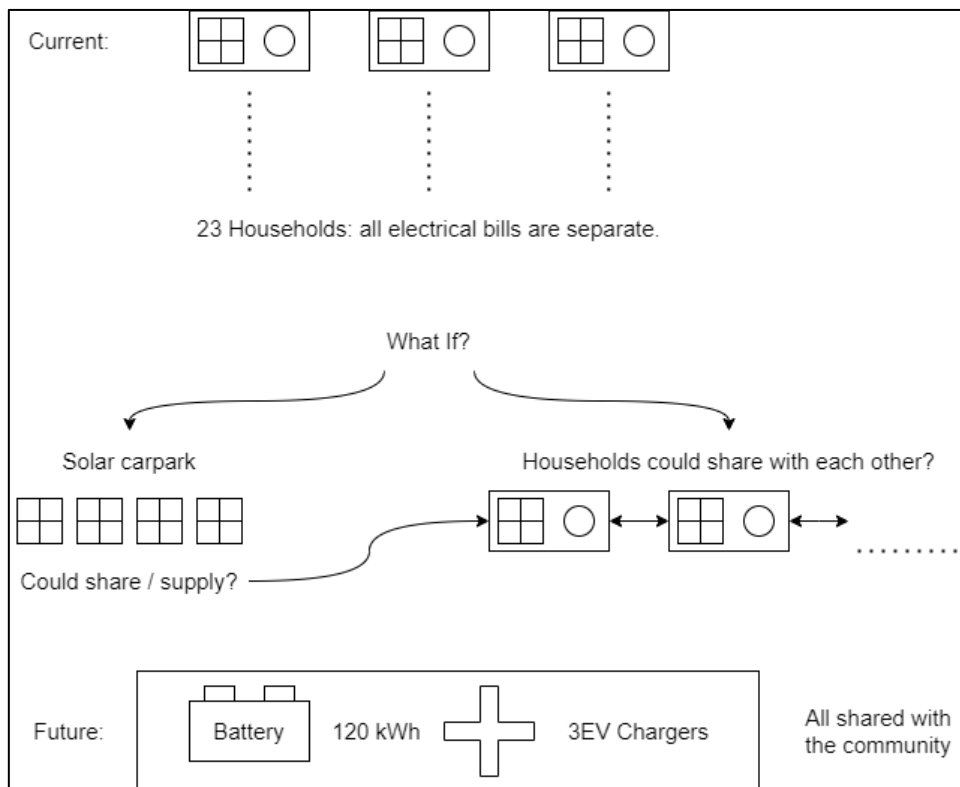 Current:
23 Households: all electrical bills are separate.
What If?
Solar carpark
Households could share with each other?
Could share / supply?
Future:
Battery
120 kWh
3EV Chargers
All shared with
the community